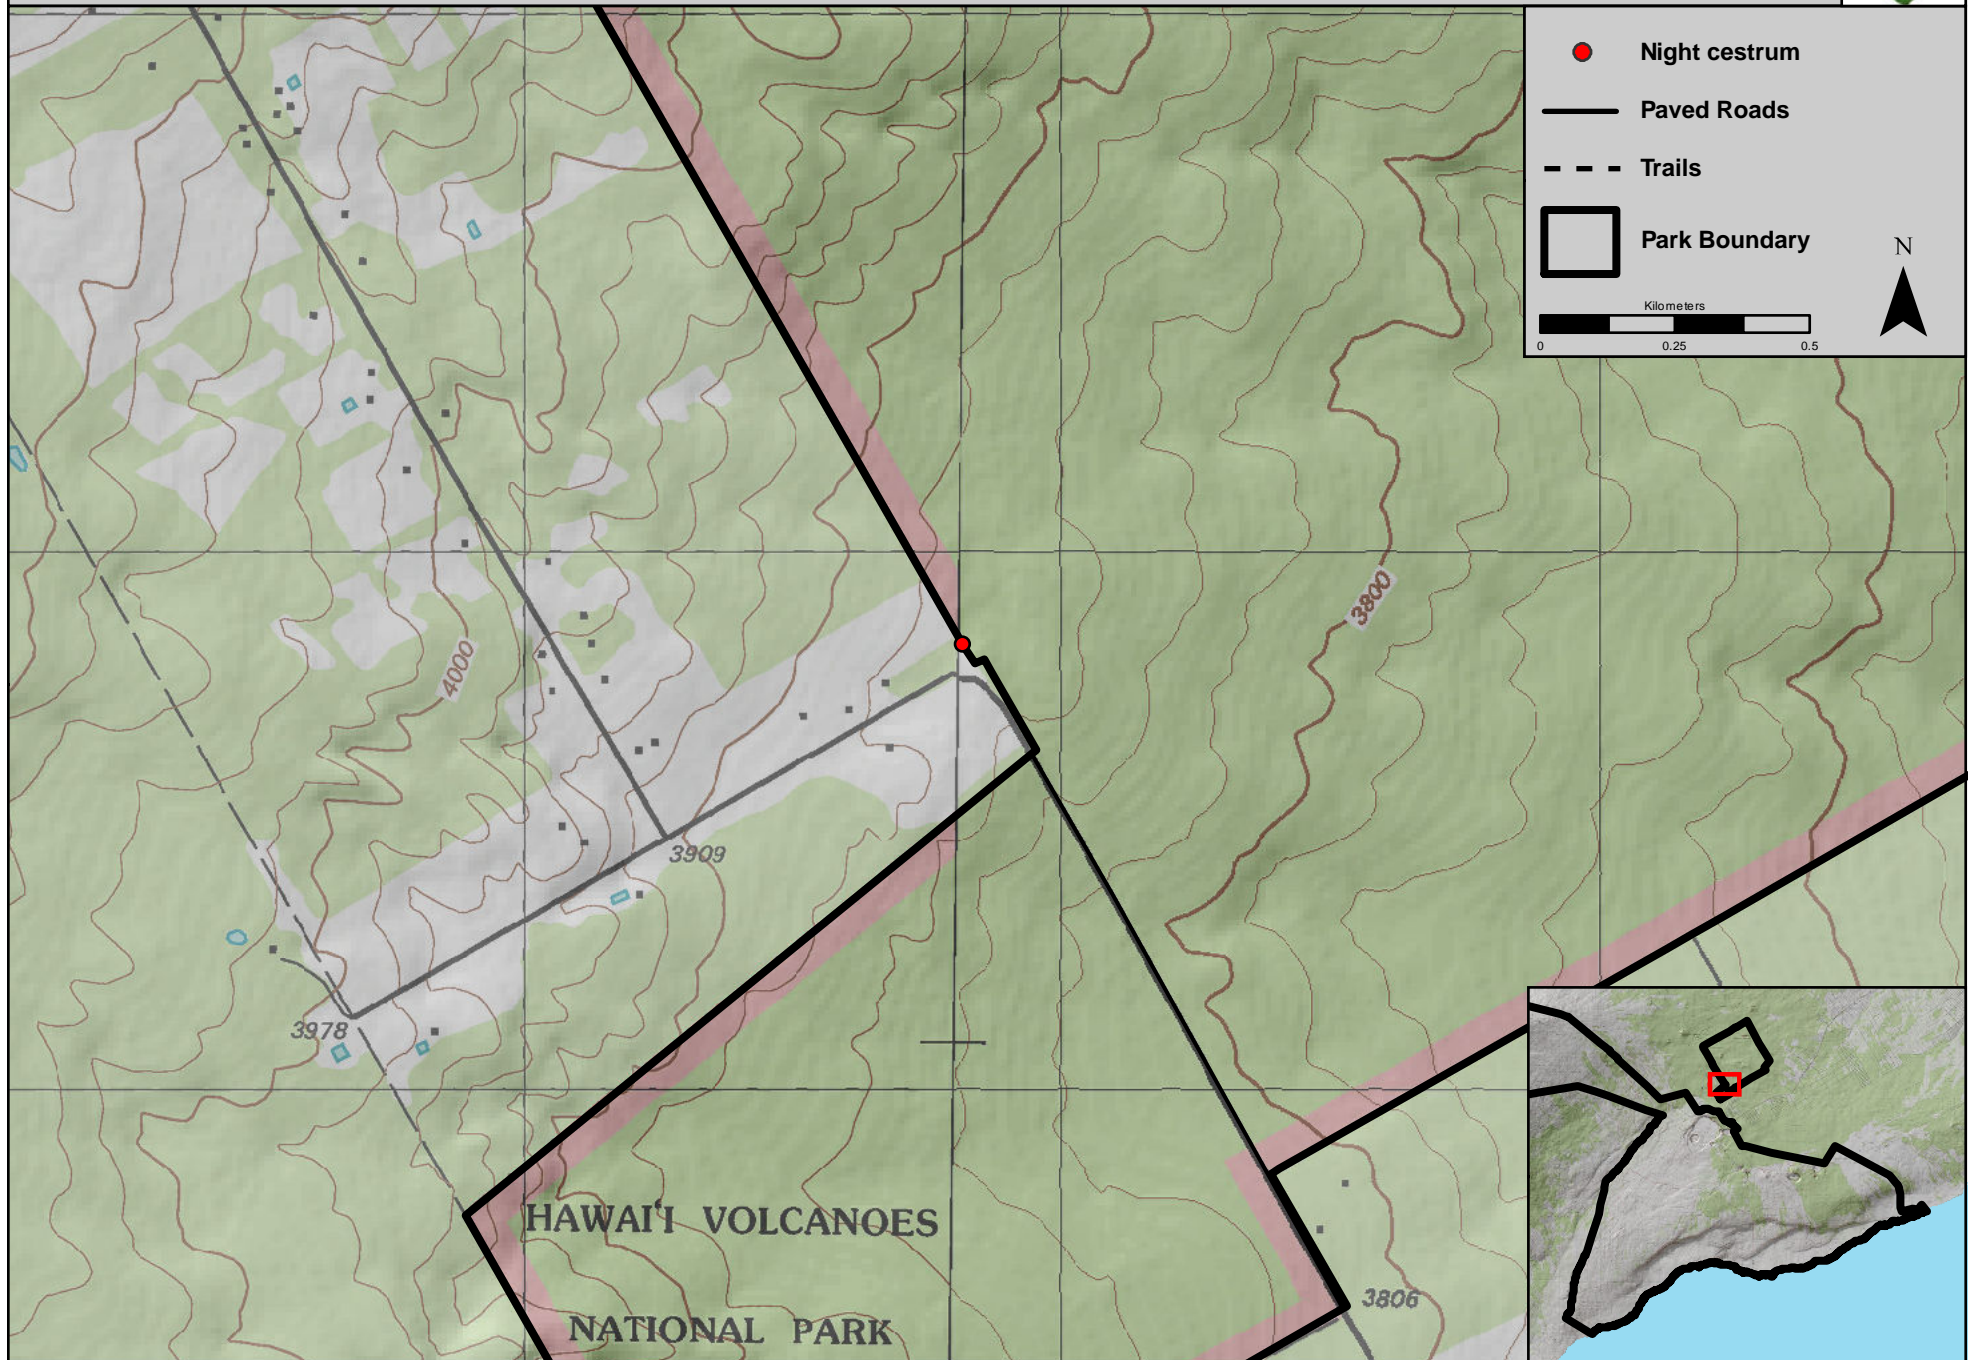 Night cestrum
Paved Roads
Trails
Park Boundary
N
Kilometers
0 0.25 0.5
3800
4000
3909
3978
HAWAI'I VOLCANOES
NATIONAL PARK
3806